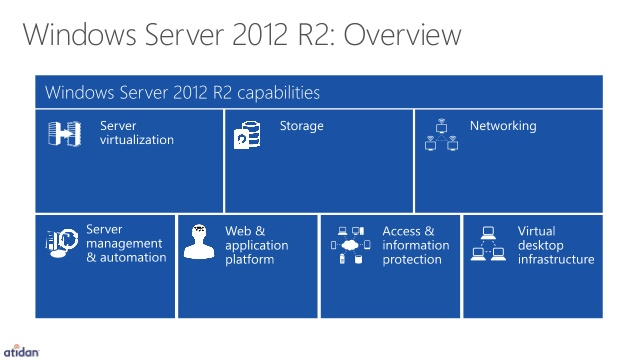 Windows Server 2012 R2: Overview
Windows Server 2012 R2 capabilities
Server
virtualization
Storage
Networking
Server
management
& automation
Web &
application
platform
Access &
information
protection
Virtual
desktop
infrastructure
atidan